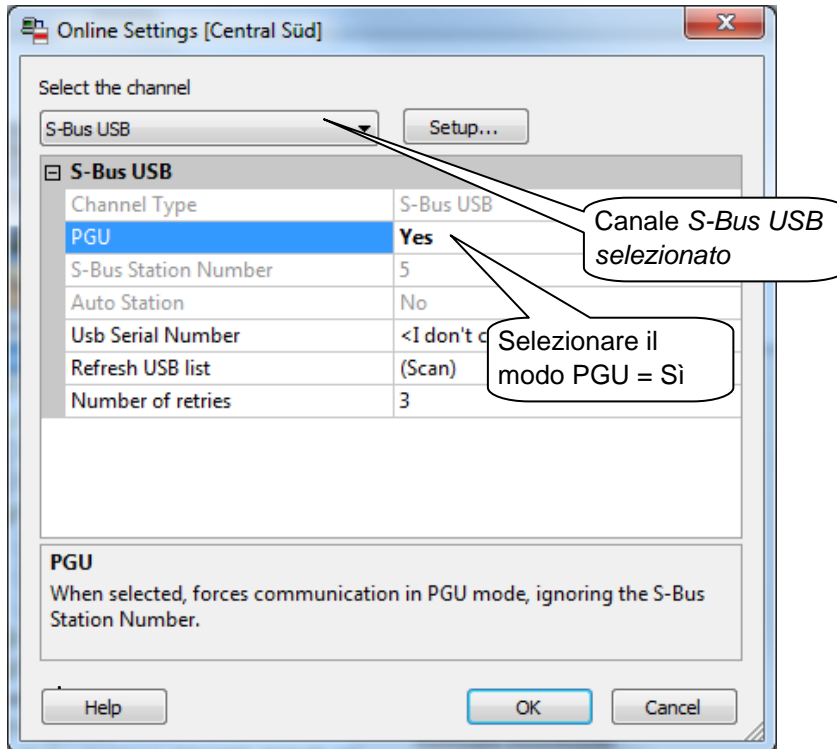 Online Settings [Central Süd]
Select the channel
S-Bus USB
Setup...
S-Bus USB
Channel Type S-Bus USB
PGU Yes
S-Bus Station Number 5
Auto Station No
Usb Serial Number <I don't c
Refresh USB list (Scan)
Number of retries 3
Canale S-Bus USB
selezionato
Selezionare il
modo PGU = Sì
PGU
When selected, forces communication in PGU mode, ignoring the S-Bus
Station Number.
Help
OK
Cancel